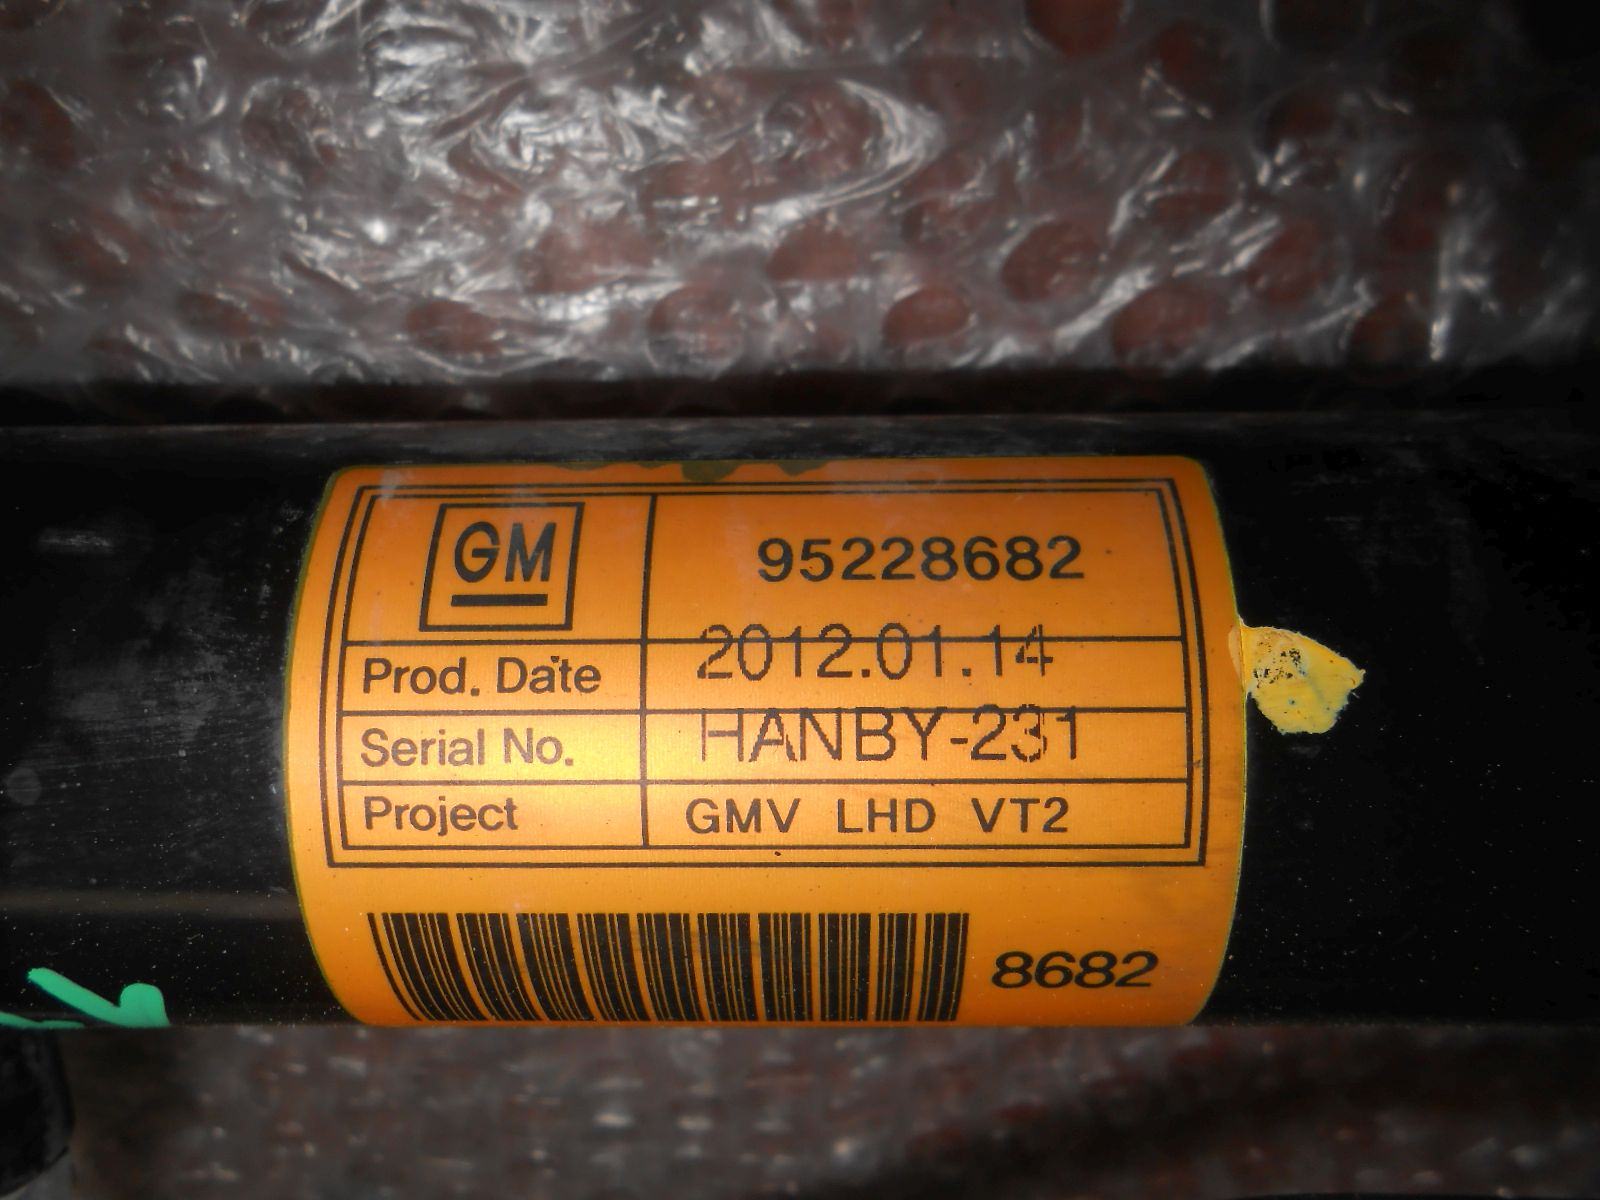 GM 95228682
Prod. Date 2012.01.14
Serial No. HANBY-231
Project GMV LHD VT2
8682